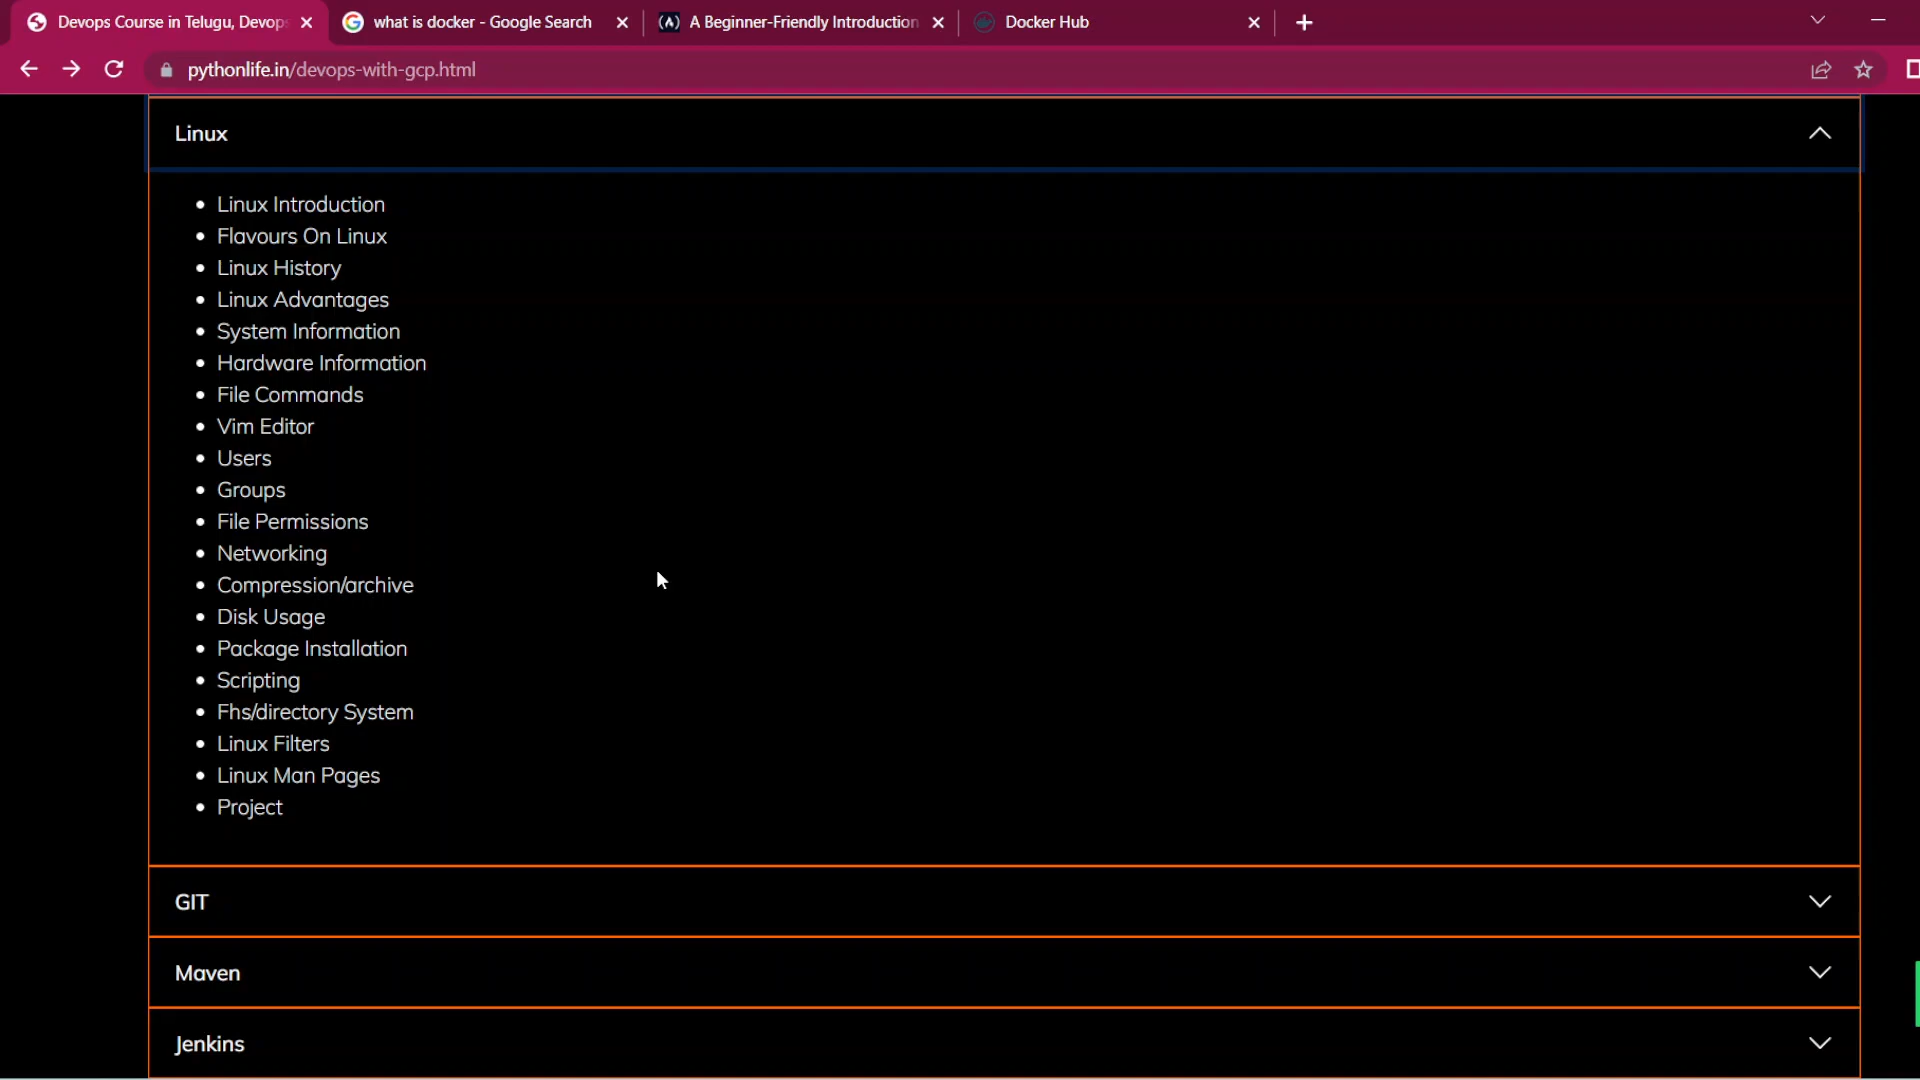 Devops Course in Telugu, Devops
what is docker - Google Search
A Beginner-Friendly Introduction
Docker Hub
pythonlife.in/devops-with-gcp.html
Linux
Linux Introduction
Flavours On Linux
Linux History
Linux Advantages
System Information
Hardware Information
File Commands
Vim Editor
Users
Groups
File Permissions
Networking
Compression/archive
Disk Usage
Package Installation
Scripting
Fhs/directory System
Linux Filters
Linux Man Pages
Project
GIT
Maven
Jenkins